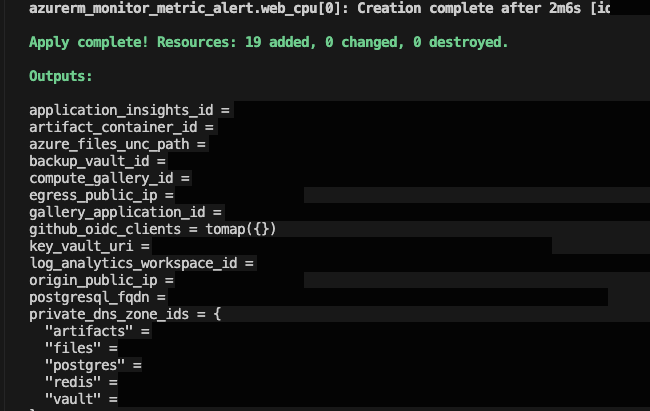 azurerm_monitor_metric_alert.web_cpu[0]: Creation complete after 2m6s [id
Apply complete! Resources: 19 added, 0 changed, 0 destroyed.
Outputs:
application_insights_id =
artifact_container_id =
azure_files_unc_path =
backup_vault_id =
compute_gallery_id =
egress_public_ip =
gallery_application_id =
github_oidc_clients = tomap({})
key_vault_uri =
log_analytics_workspace_id =
origin_public_ip =
postgresql_fqdn =
private_dns_zone_ids = {
  "artifacts" =
  "files" =
  "postgres" =
  "redis" =
  "vault" =